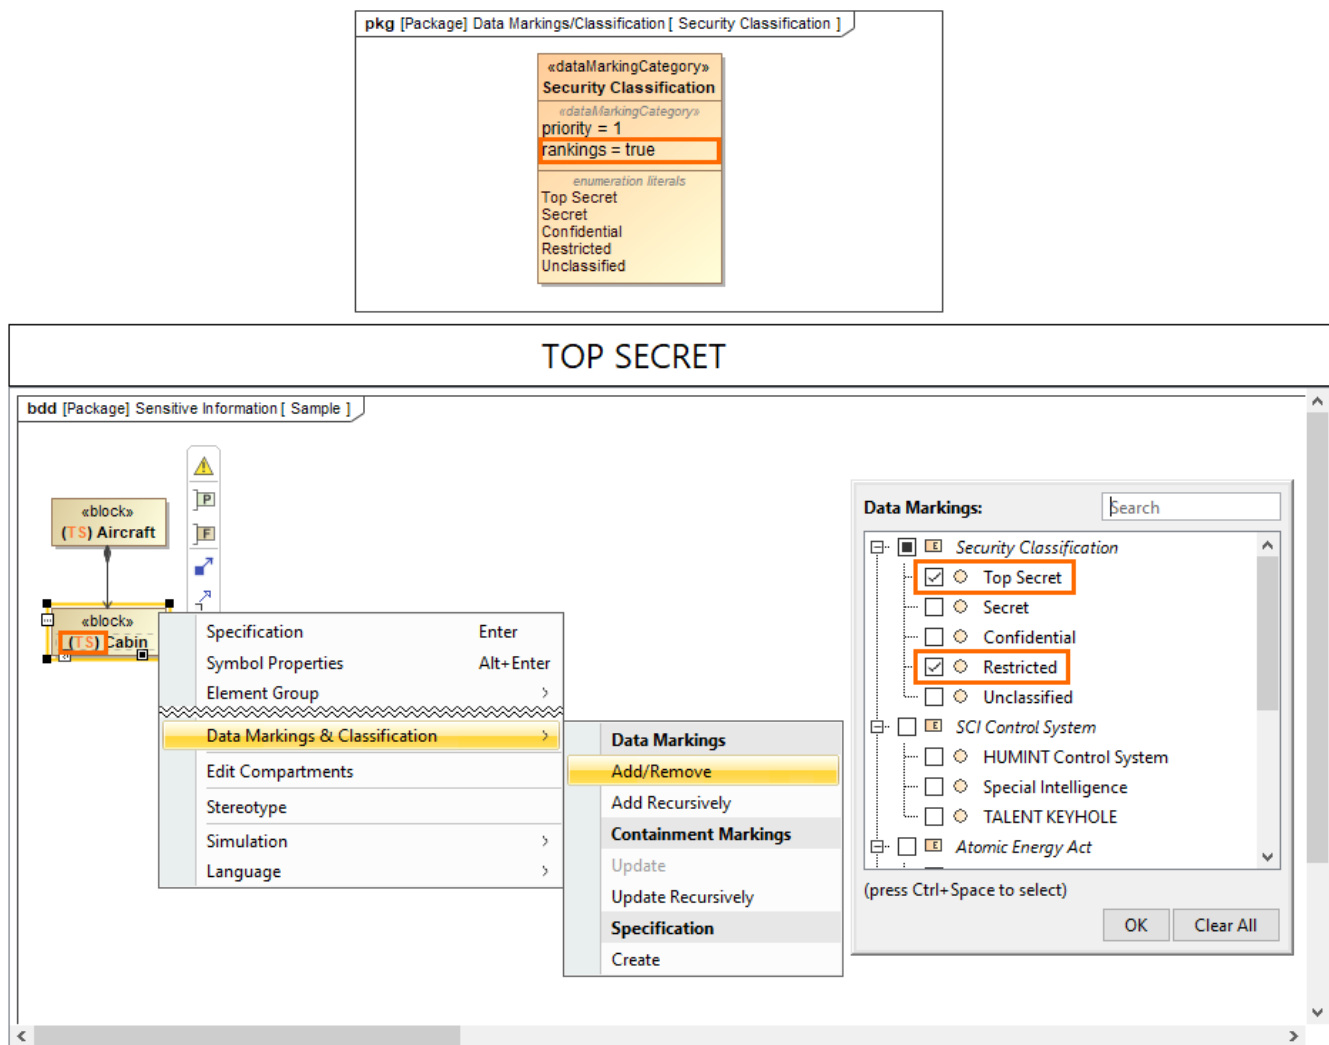 pkg [Package] Data Markings/Classification [ Security Classification ]
«dataMarkingCategory»
Security Classification
«dataMarkingCategory»
priority = 1
rankings = true
enumeration literals
Top Secret
Secret
Confidential
Restricted
Unclassified
TOP SECRET
bdd [Package] Sensitive Information [ Sample ]
«block»
(TS) Aircraft
«block»
(TS) Cabin
P
F
Specification Enter
Symbol Properties Alt+Enter
Element Group
Data Markings & Classification
Edit Compartments
Stereotype
Simulation
Language
Data Markings
Add/Remove
Add Recursively
Containment Markings
Update
Update Recursively
Specification
Create
Data Markings: Search
E Security Classification
Top Secret
Secret
Confidential
Restricted
Unclassified
E SCI Control System
HUMINT Control System
Special Intelligence
TALENT KEYHOLE
E Atomic Energy Act
(press Ctrl+Space to select)
OK Clear All